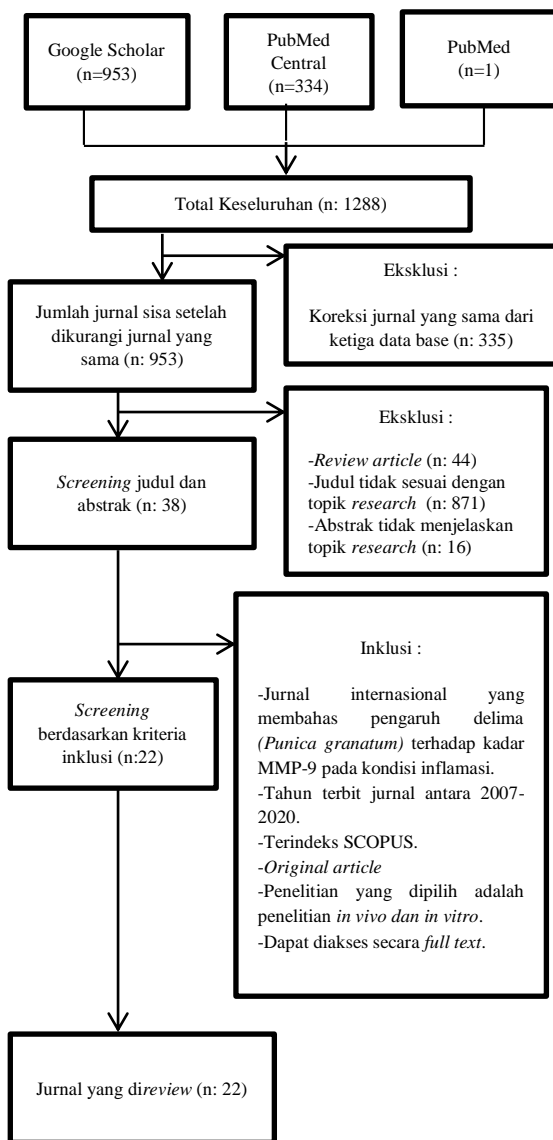 Google Scholar
(n=953)
PubMed
Central
(n=334)
PubMed
(n=1)
Total Keseluruhan (n: 1288)
Eksklusi :
Koreksi jurnal yang sama dari
ketiga data base (n: 335)
Jumlah jurnal sisa setelah
dikurangi jurnal yang
sama (n: 953)
Eksklusi :
-Review article (n: 44)
-Judul tidak sesuai dengan
topik research (n: 871)
-Abstrak tidak menjelaskan
topik research (n: 16)
Screening judul dan
abstrak (n: 38)
Inklusi :
-Jurnal internasional yang
membahas pengaruh delima
(Punica granatum) terhadap kadar
MMP-9 pada kondisi inflamasi.
-Tahun terbit jurnal antara 2007-
2020.
-Terindeks SCOPUS.
-Original article
-Penelitian yang dipilih adalah
penelitian in vivo dan in vitro.
-Dapat diakses secara full text.
Screening
berdasarkan kriteria
inklusi (n:22)
Jurnal yang direview (n: 22)